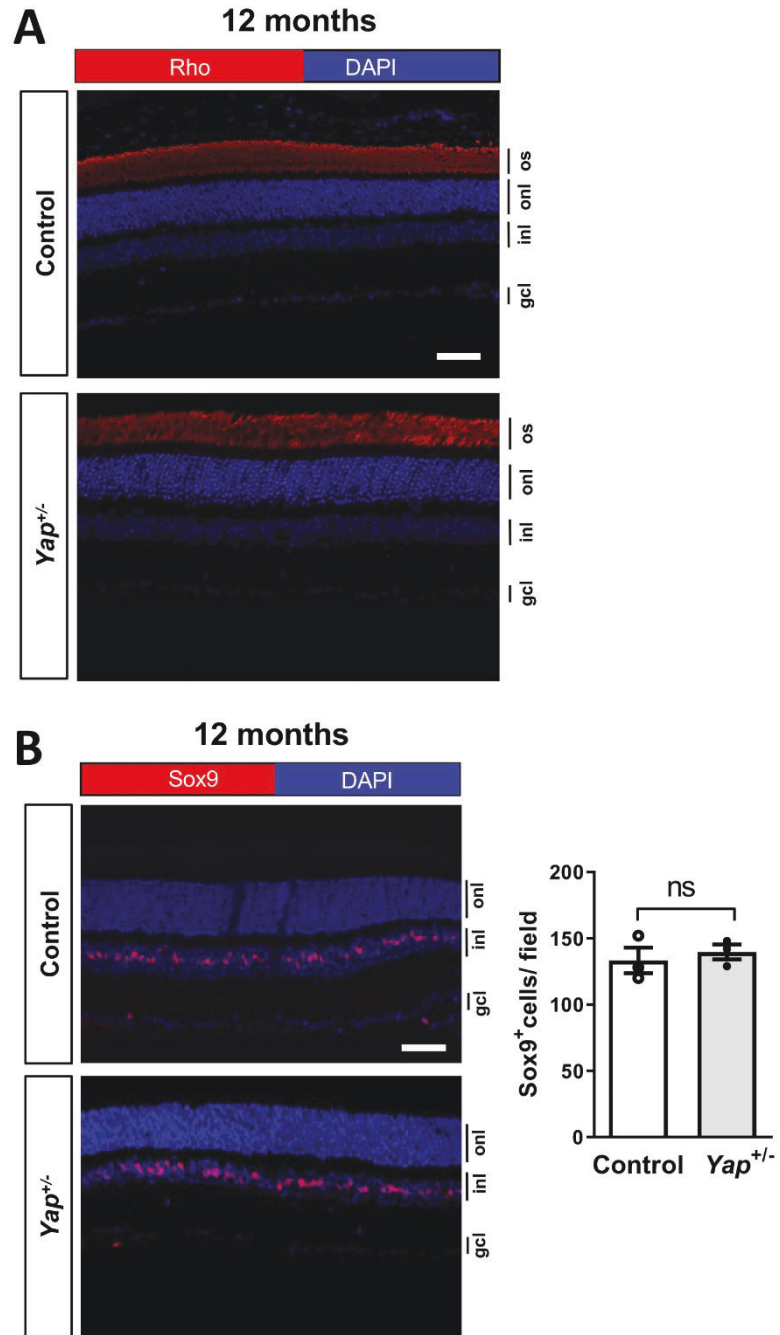 A
12 months
Rho DAPI
Control
os
onl
inl
gcl
Yap+/-
os
onl
inl
gcl
B
12 months
Sox9 DAPI
Control
onl
inl
gcl
Yap+/-
onl
inl
gcl
Sox9+cells/ field
200
150
100
50
0
ns
Control Yap+/-